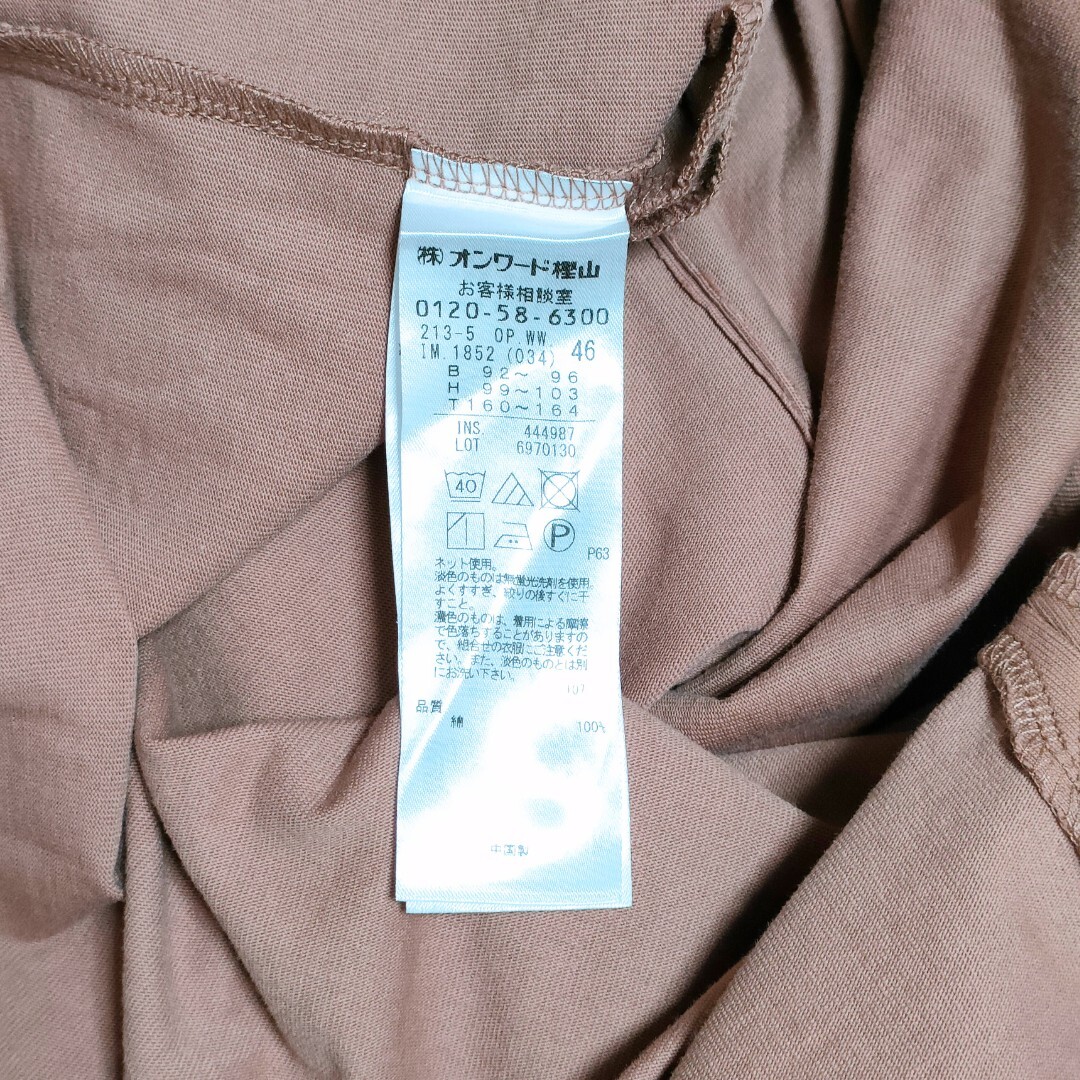 (株)オンワード樫山
お客様相談室
0120-58-6300
213-5 OP.WW
IM.1852 (034) 46
B 92～ 96
H 99～103
T160～164
INS. 444987
LOT 6970130
40
P
P63
ネット使用。
淡色のものは無蛍光洗剤を使用。
よくすすぎ、絞りの後すぐに干
すこと。
濃色のものは、着用による摩擦
で色落ちすることがありますの
で、組合せの衣服にご注意くだ
さい。また、淡色のものとは別
にお洗い下さい。
107
品質
綿 100%
中国製